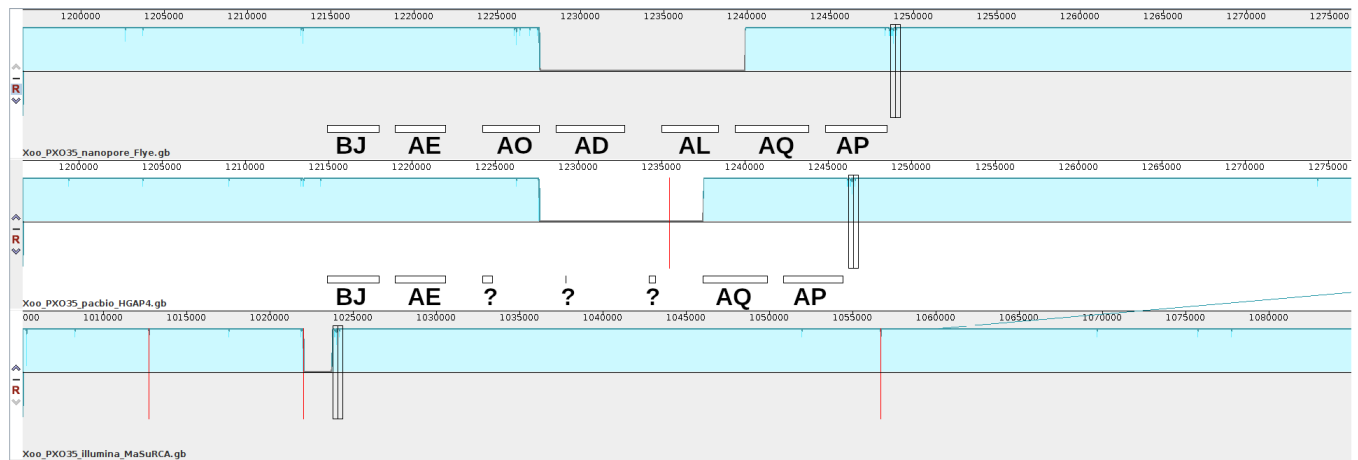 1200000 1205000 1210000 1215000 1220000 1225000 1230000 1235000 1240000 1245000 1250000 1255000 1260000 1265000 1270000 1275000
R
BJ AE AO AD AL AQ AP
Xoo_PXO35_nanopore_Flye.gb
1200000 1205000 1210000 1215000 1220000 1225000 1230000 1235000 1240000 1245000 1250000 1255000 1260000 1265000 1270000 1275000
R
BJ AE ? ? ? AQ AP
Xoo_PXO35_pacbio_HGAP4.gb
000 1010000 1015000 1020000 1025000 1030000 1035000 1040000 1045000 1050000 1055000 1060000 1065000 1070000 1075000 1080000
R
Xoo_PXO35_illumina_MaSuRCA.gb